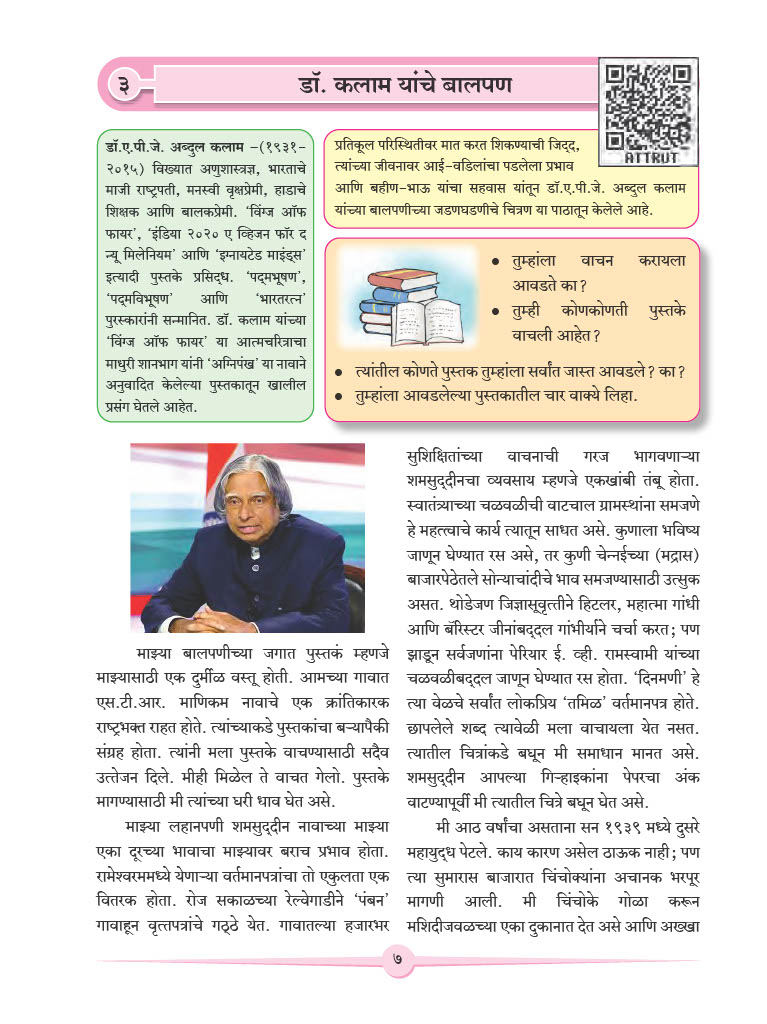 ३
डॉ. कलाम यांचे बालपण
ATTRUT
डॉ.ए.पी.जे. अब्दुल कलाम -(१९३१-
२०१५) विख्यात अणुशास्त्रज्ञ, भारताचे
माजी राष्ट्रपती, मनस्वी वृक्षप्रेमी, हाडाचे
शिक्षक आणि बालकप्रेमी. ‘विंग्ज ऑफ
फायर’, ‘इंडिया २०२० ए व्हिजन फॉर द
न्यू मिलेनियम’ आणि ‘इग्नायटेड माइंड्स’
इत्यादी पुस्तके प्रसिद्ध. ‘पद्मभूषण’,
‘पद्मविभूषण’ आणि ‘भारतरत्न’
पुरस्कारांनी सन्मानित. डॉ. कलाम यांच्या
‘विंग्ज ऑफ फायर’ या आत्मचरित्राचा
माधुरी शानभाग यांनी ‘अग्निपंख’ या नावाने
अनुवादित केलेल्या पुस्तकातून खालील
प्रसंग घेतले आहेत.
प्रतिकूल परिस्थितीवर मात करत शिकण्याची जिद्द,
त्यांच्या जीवनावर आई-वडिलांचा पडलेला प्रभाव
आणि बहीण-भाऊ यांचा सहवास यांतून डॉ.ए.पी.जे. अब्दुल कलाम
यांच्या बालपणीच्या जडणघडणीचे चित्रण या पाठातून केलेले आहे.
• तुम्हांला वाचन करायला
आवडते का?
• तुम्ही कोणकोणती पुस्तके
वाचली आहेत?
• त्यांतील कोणते पुस्तक तुम्हांला सर्वांत जास्त आवडले? का?
• तुम्हांला आवडलेल्या पुस्तकातील चार वाक्ये लिहा.
माझ्या बालपणीच्या जगात पुस्तकं म्हणजे
माझ्यासाठी एक दुर्मीळ वस्तू होती. आमच्या गावात
एस.टी.आर. माणिकम नावाचे एक क्रांतिकारक
राष्ट्रभक्त राहत होते. त्यांच्याकडे पुस्तकांचा बऱ्यापैकी
संग्रह होता. त्यांनी मला पुस्तके वाचण्यासाठी सदैव
उत्तेजन दिले. मीही मिळेल ते वाचत गेलो. पुस्तके
मागण्यासाठी मी त्यांच्या घरी धाव घेत असे.
माझ्या लहानपणी शमसुद्दीन नावाच्या माझ्या
एका दूरच्या भावाचा माझ्यावर बराच प्रभाव होता.
रामेश्वरममध्ये येणाऱ्या वर्तमानपत्रांचा तो एकुलता एक
वितरक होता. रोज सकाळच्या रेल्वेगाडीने ‘पंबन’
गावाहून वृत्तपत्रांचे गठ्ठे येत. गावातल्या हजारभर
सुशिक्षितांच्या वाचनाची गरज भागवणाऱ्या
शमसुद्दीनचा व्यवसाय म्हणजे एकखांबी तंबू होता.
स्वातंत्र्याच्या चळवळीची वाटचाल ग्रामस्थांना समजणे
हे महत्त्वाचे कार्य त्यातून साधत असे. कुणाला भविष्य
जाणून घेण्यात रस असे, तर कुणी चेन्नईच्या (मद्रास)
बाजारपेठेतले सोन्याचांदीचे भाव समजण्यासाठी उत्सुक
असत. थोडेजण जिज्ञासूवृत्तीने हिटलर, महात्मा गांधी
आणि बॅरिस्टर जीनांबद्दल गांभीर्याने चर्चा करत; पण
झाडून सर्वजणांना पेरियार ई. व्ही. रामस्वामी यांच्या
चळवळीबद्दल जाणून घेण्यात रस होता. ‘दिनमणी’ हे
त्या वेळचे सर्वांत लोकप्रिय ‘तमिळ’ वर्तमानपत्र होते.
छापलेले शब्द त्यावेळी मला वाचायला येत नसत.
त्यातील चित्रांकडे बघून मी समाधान मानत असे.
शमसुद्दीन आपल्या गिऱ्हाइकांना पेपरचा अंक
वाटण्यापूर्वी मी त्यातील चित्रे बघून घेत असे.
मी आठ वर्षांचा असताना सन १९३९ मध्ये दुसरे
महायुद्ध पेटले. काय कारण असेल ठाऊक नाही; पण
त्या सुमारास बाजारात चिंचोक्यांना अचानक भरपूर
मागणी आली. मी चिंचोके गोळा करून
मशिदीजवळच्या एका दुकानात देत असे आणि अख्खा
७